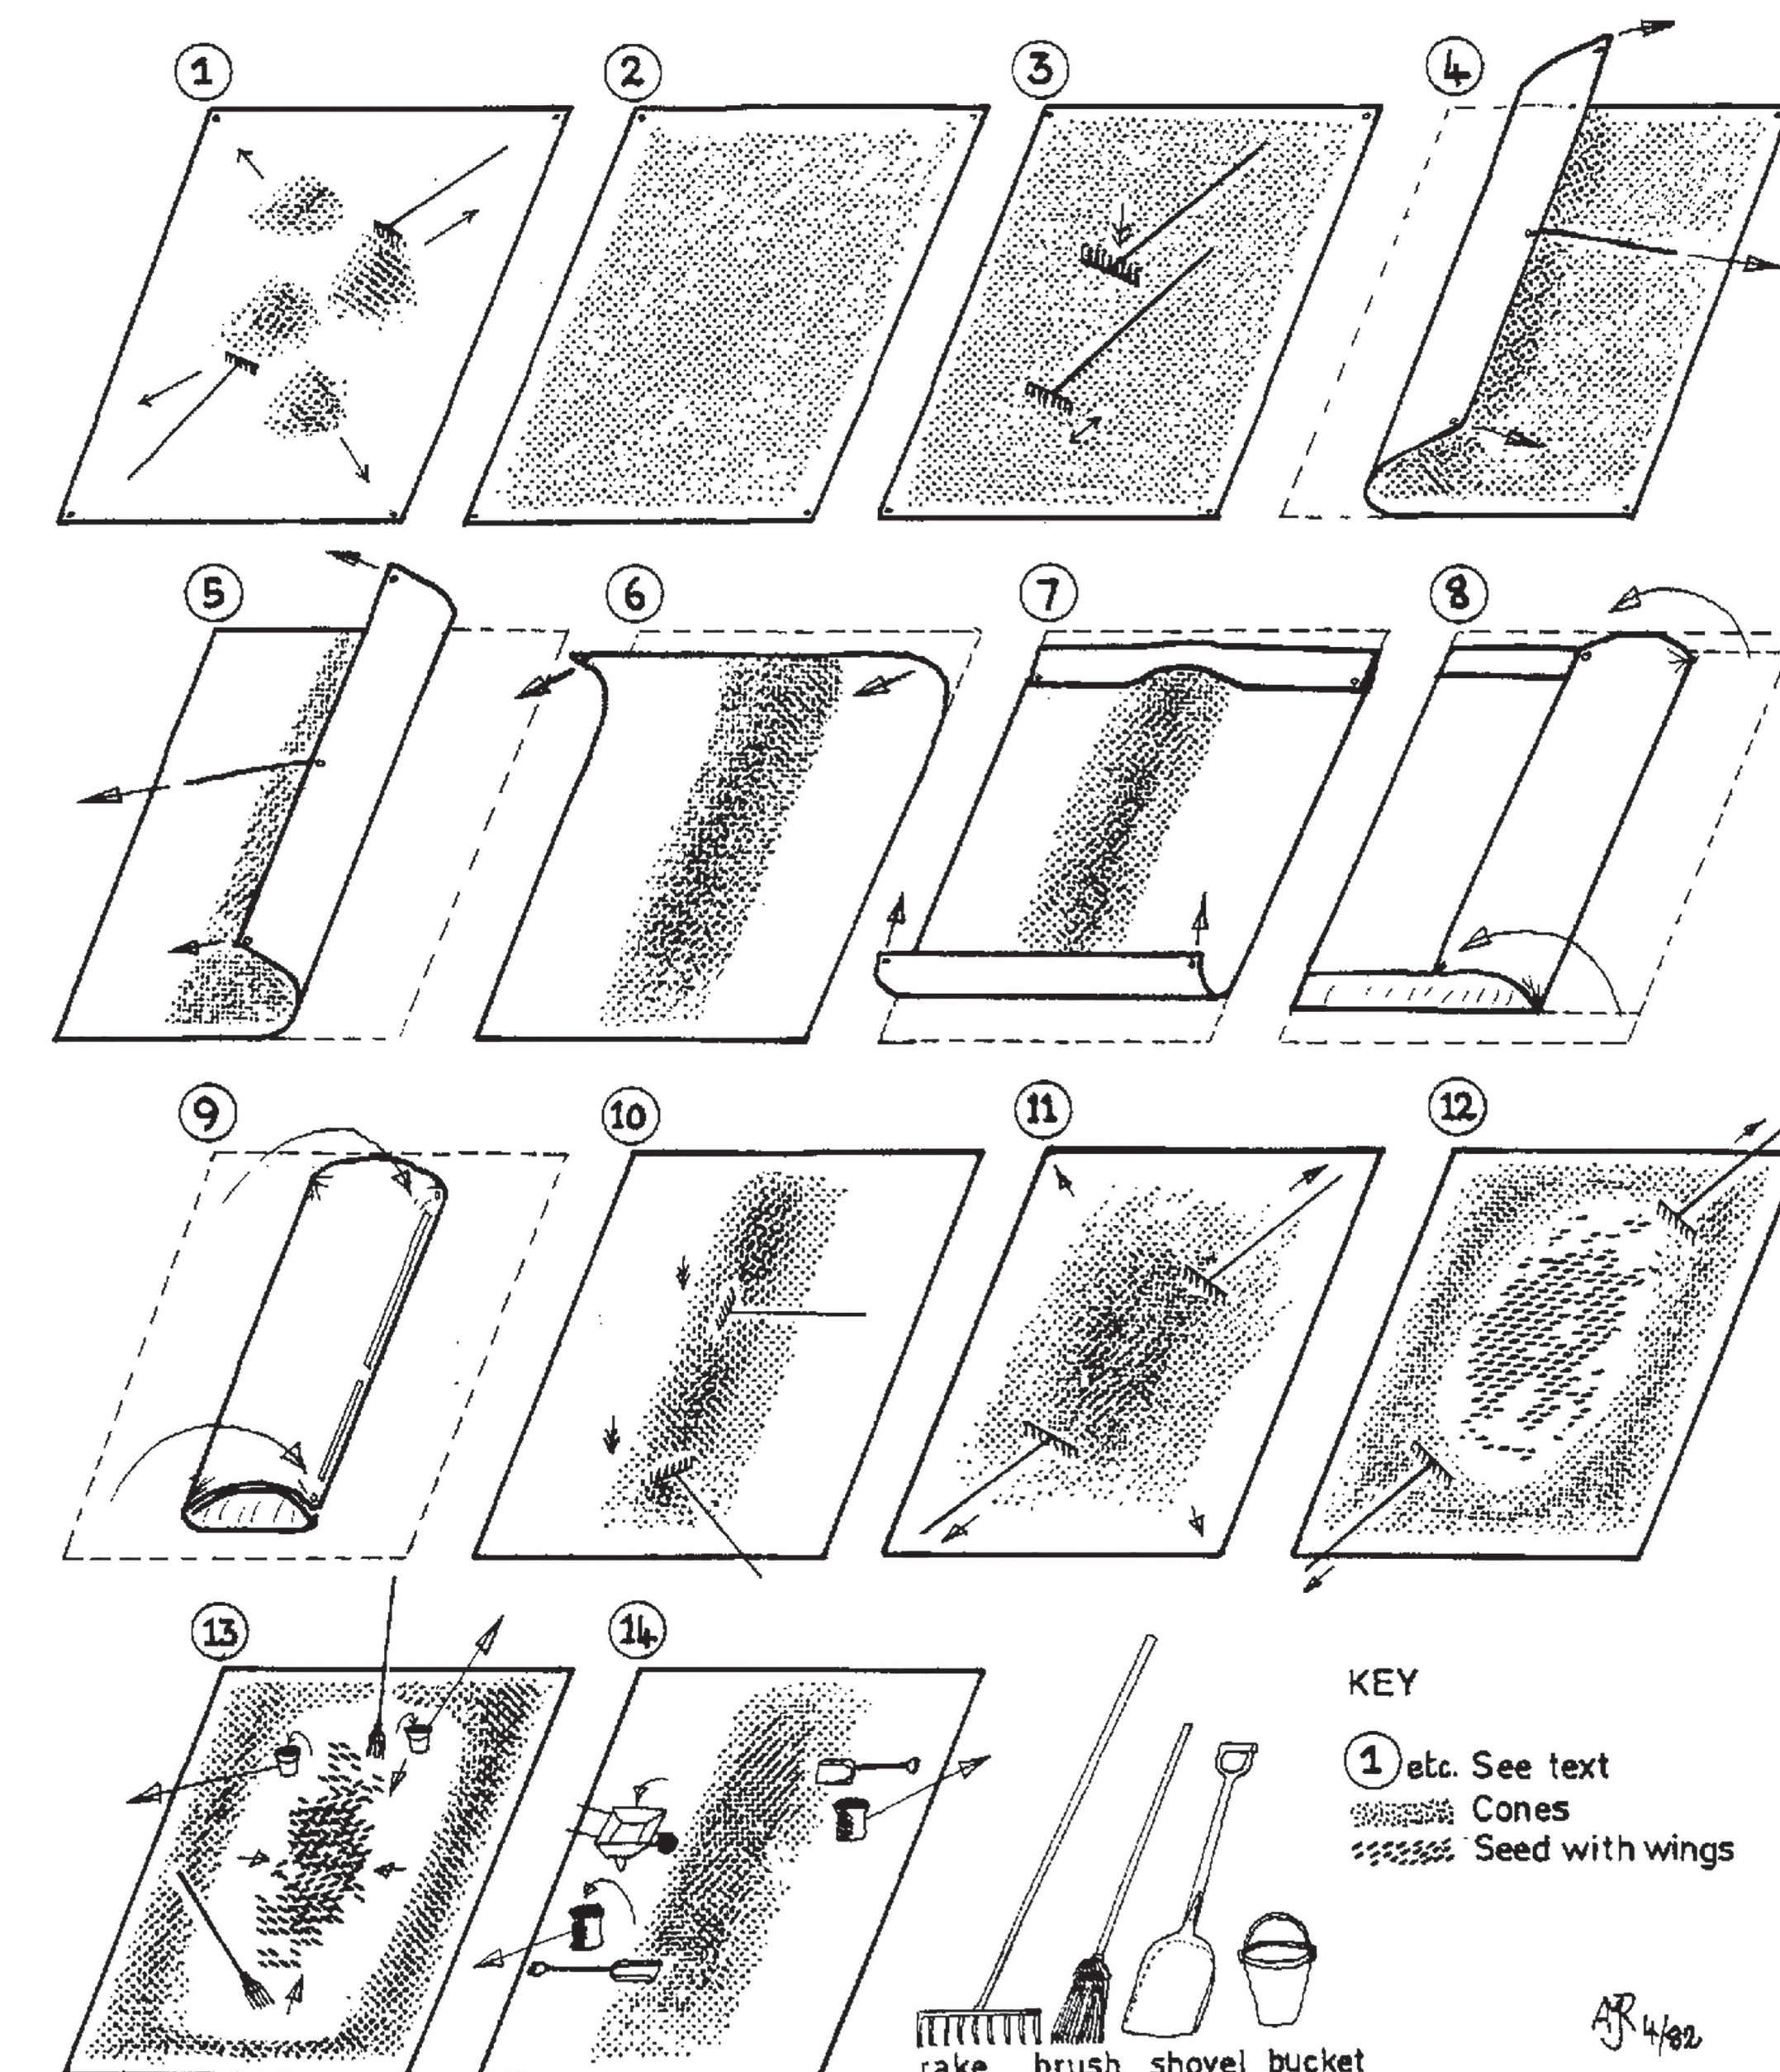 1 2 3 4
5 6 7 8
9 10 11 12
13 14
KEY
1 etc. See text
Cones
Seed with wings
rake brush shovel bucket
AJR 4/82